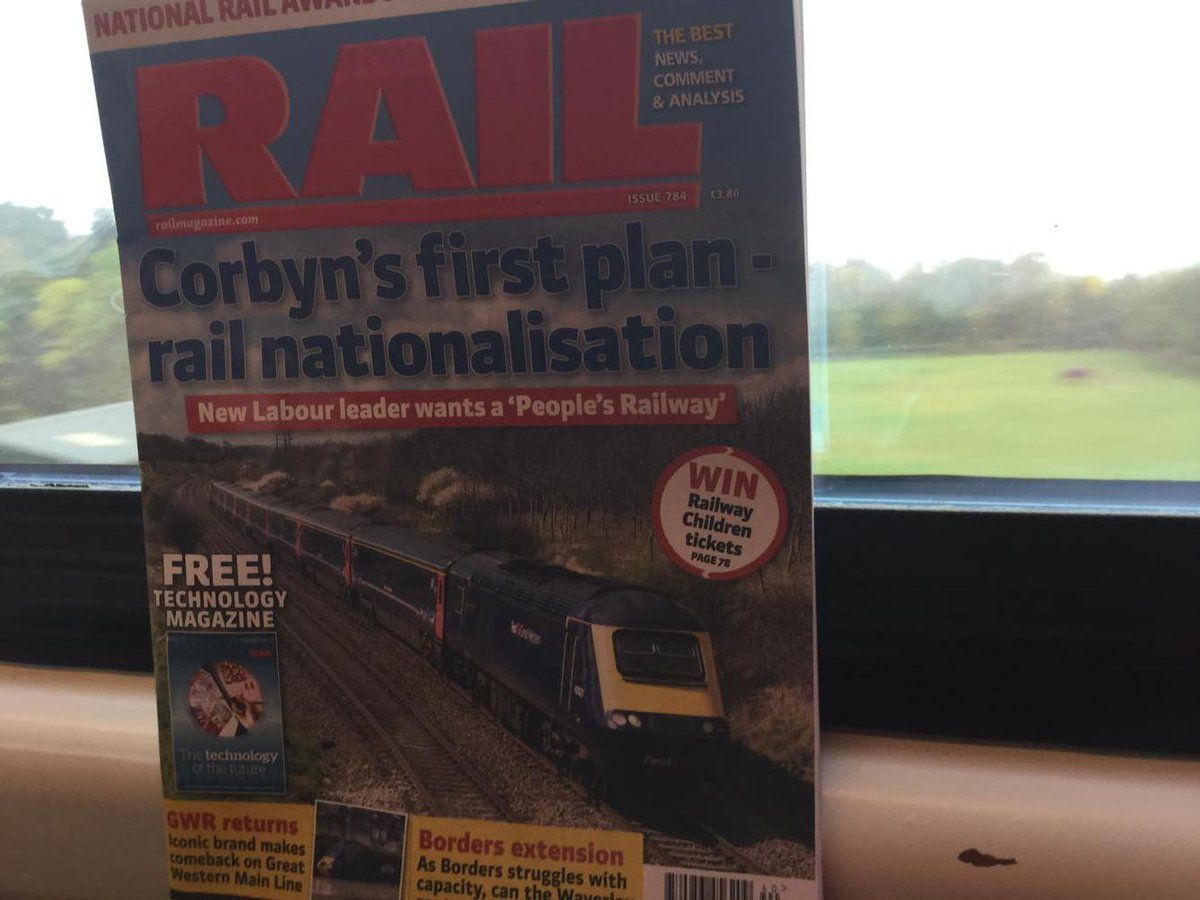 NATIONAL RAIL
RAIL
THE BEST
NEWS,
COMMENT
& ANALYSIS
railmagazine.com
ISSUE 784
£3.80
Corbyn's first plan -
rail nationalisation
New Labour leader wants a 'People's Railway'
WIN
Railway
Children
tickets
PAGE 78
FREE!
TECHNOLOGY
MAGAZINE
The technology
of the future
First
GWR returns
Iconic brand makes
comeback on Great
Western Main Line
Borders extension
As Borders struggles with
capacity, can the